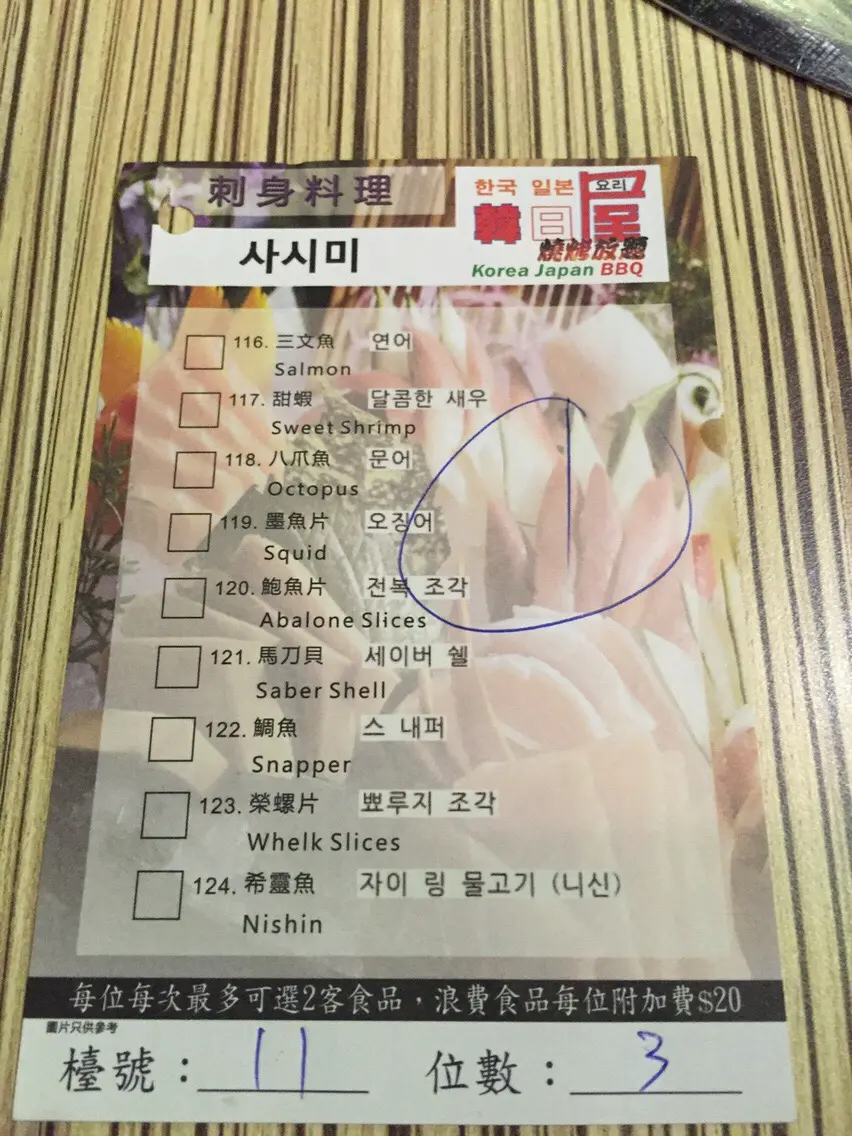 刺身料理
사시미
한국 일본 요리
韓日屋
燒烤放題
Korea Japan BBQ
116. 三文魚 연어
Salmon
117. 甜蝦 달콤한 새우
Sweet Shrimp
118. 八爪魚 문어
Octopus
119. 墨魚片 오징어
Squid
120. 鮑魚片 전복 조각
Abalone Slices
121. 馬刀貝 세이버 쉘
Saber Shell
122. 鯛魚 스 내퍼
Snapper
123. 榮螺片 뾰루지 조각
Whelk Slices
124. 希靈魚 자이 링 물고기 (니신)
Nishin
1
每位每次最多可選2客食品，浪費食品每位附加費$20
圖片只供參考
檯號：11 位數：3